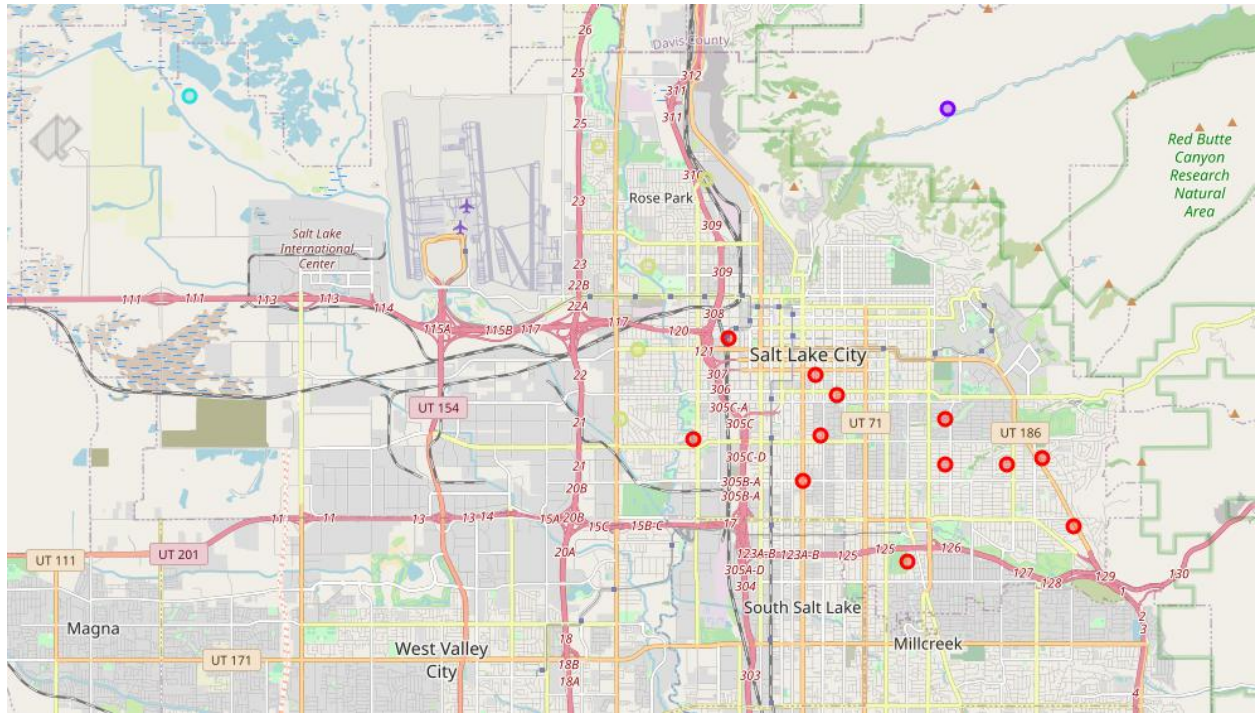 26
Davis County
312
25
311
311
25
310
Rose Park
Red Butte
Canyon
Research
Natural
Area
23
309
Salt Lake
International
Center
23
309
22B
111
111
113
113
114
22A
308
115A
115B
117
117
120
121
Salt Lake City
307
22
306
UT 154
305C-A
21
305C
UT 71
UT 186
305C-D
21
305B-A
20B
305B-A
11
11
13
13
14
15A
20B
15C
15B-C
17
UT 111
UT 201
20A
123A-B
123A-B
125
125
126
305A-D
127
128
129
130
304
1
South Salt Lake
2
Magna
18
3
West Valley
City
Millcreek
UT 171
18B
18A
303
4